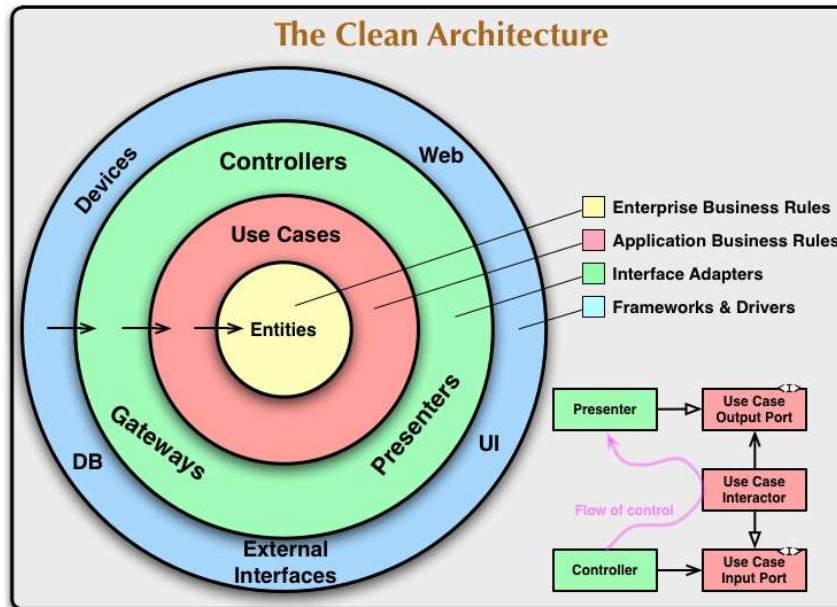 The Clean Architecture
Devices
Controllers
Web
Use Cases
Entities
Gateways
Presenters
DB
UI
External
Interfaces
Enterprise Business Rules
Application Business Rules
Interface Adapters
Frameworks & Drivers
Presenter
<I>
Use Case
Output Port
Flow of control
Use Case
Interactor
Controller
<I>
Use Case
Input Port